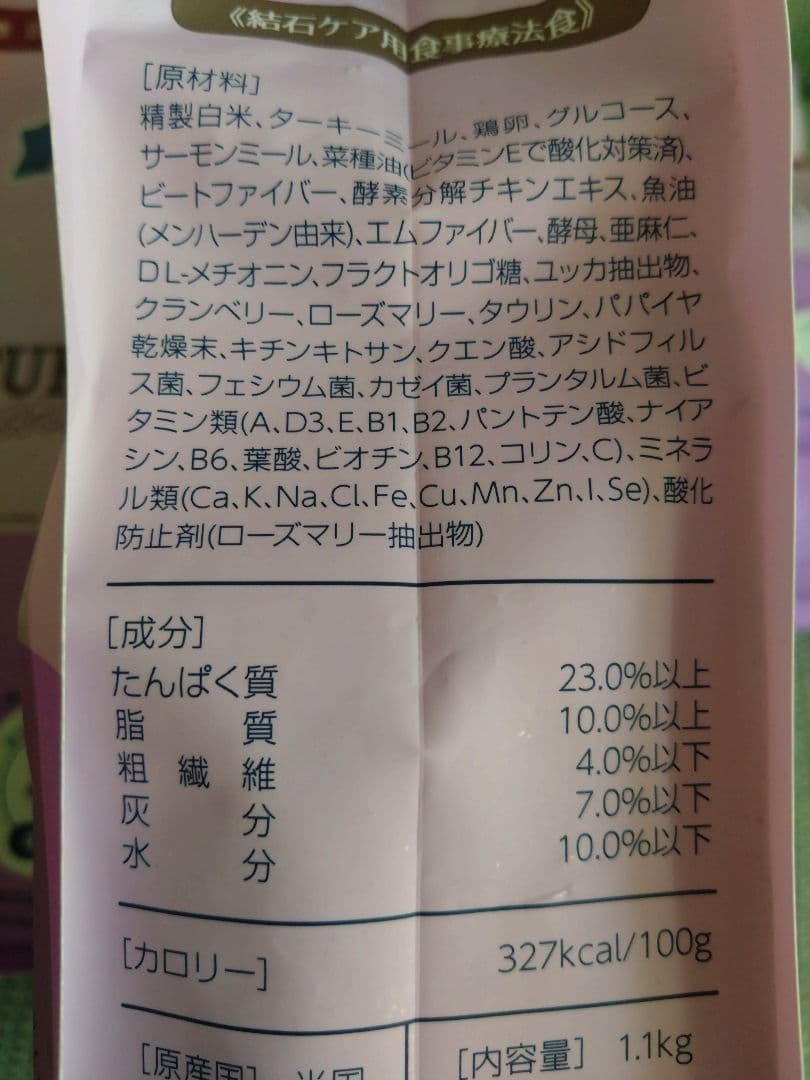 《結石ケア用食事療法食》
[原材料]
精製白米、ターキーミール、鶏卵、グルコース、
サーモンミール、菜種油(ビタミンEで酸化対策済)、
ビートファイバー、酵素分解チキンエキス、魚油
(メンハーデン由来)、エムファイバー、酵母、亜麻仁、
DL-メチオニン、フラクトオリゴ糖、ユッカ抽出物、
クランベリー、ローズマリー、タウリン、パパイヤ
乾燥末、キチンキトサン、クエン酸、アシドフィル
ス菌、フェシウム菌、カゼイ菌、プランタルム菌、ビ
タミン類(A、D3、E、B1、B2、パントテン酸、ナイア
シン、B6、葉酸、ビオチン、B12、コリン、C)、ミネラ
ル類(Ca、K、Na、Cl、Fe、Cu、Mn、Zn、I、Se)、酸化
防止剤(ローズマリー抽出物)
[成分]
たんぱく質 23.0%以上
脂質 10.0%以上
粗繊維 4.0%以下
灰分 7.0%以下
水分 10.0%以下
[カロリー] 327kcal/100g
[原産国] 米国 [内容量] 1.1kg